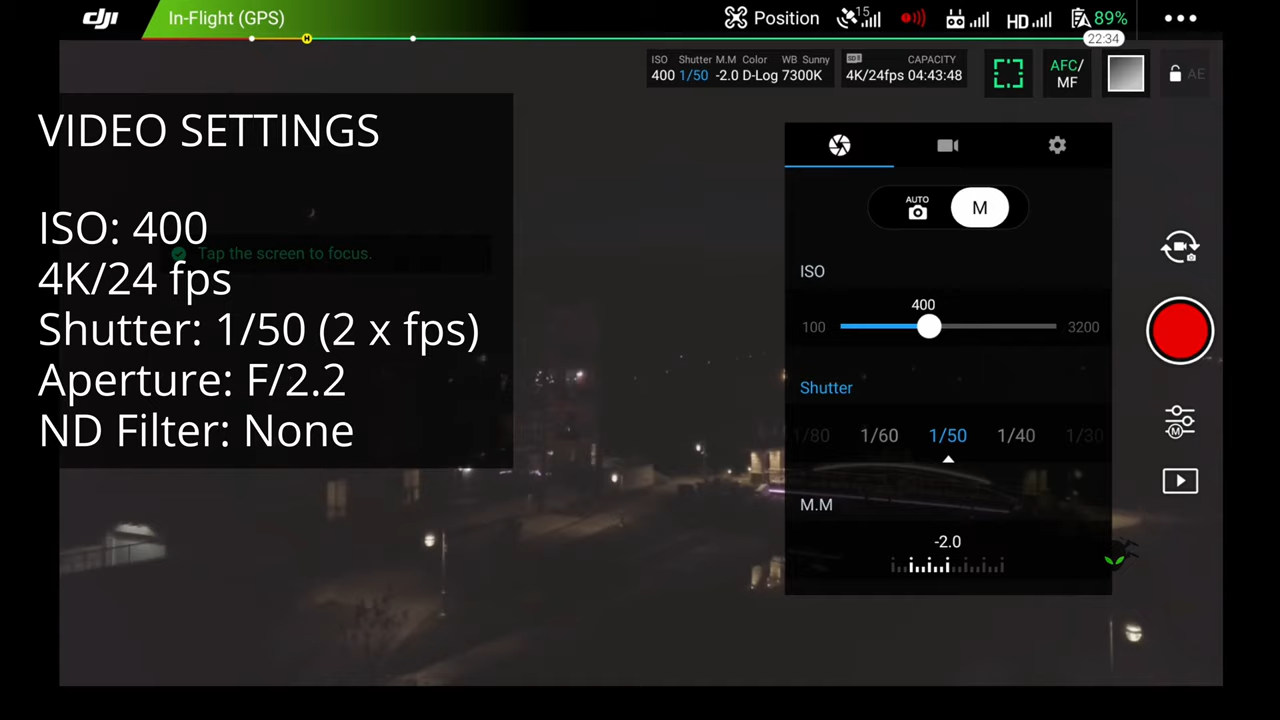 dji
In-Flight (GPS)
Position
15
HD
89%
22:34
ISO Shutter M.M Color WB Sunny
400 1/50 -2.0 D-Log 7300K
CAPACITY
4K/24fps 04:43:48
AFC/
MF
AE
VIDEO SETTINGS
ISO: 400
Tap the screen to focus.
4K/24 fps
Shutter: 1/50 (2 x fps)
Aperture: F/2.2
ND Filter: None
AUTO
M
ISO
400
100
3200
Shutter
1/80 1/60 1/50 1/40 1/30
M.M
-2.0
M